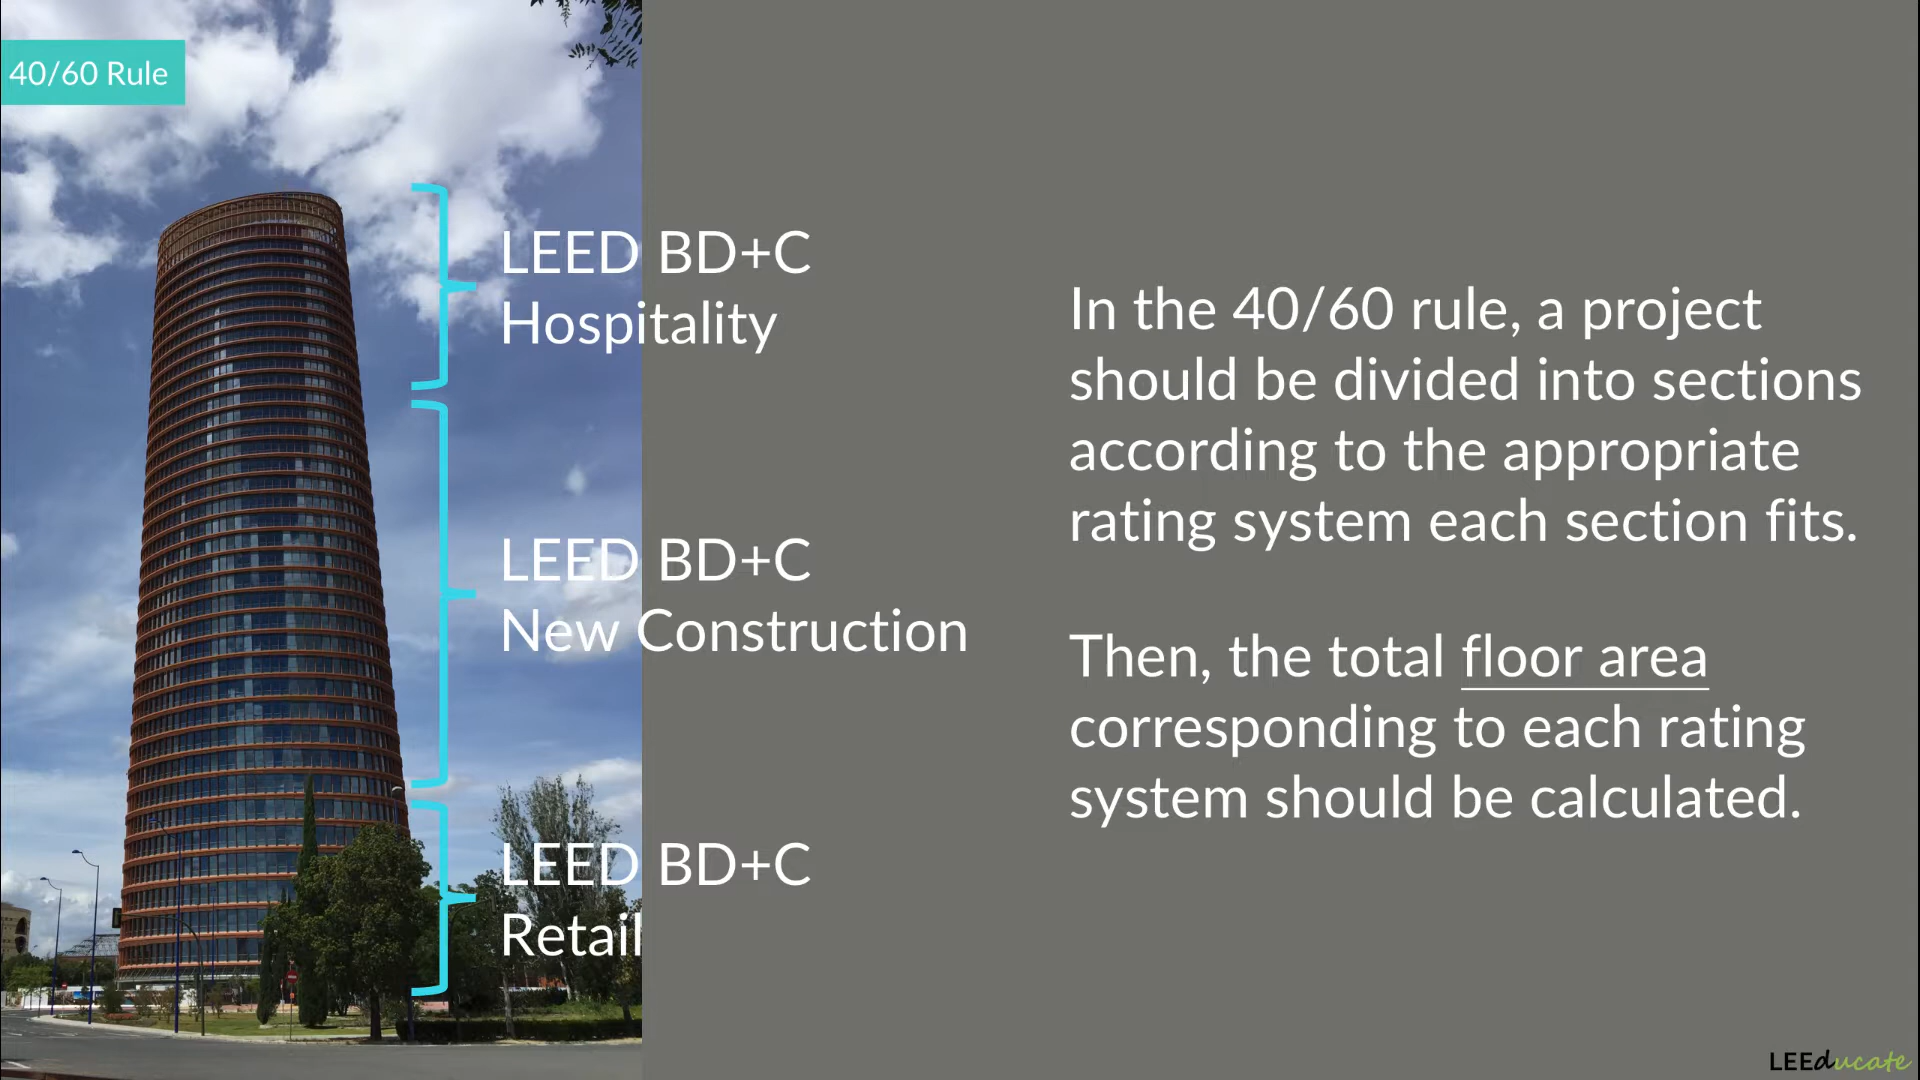 40/60 Rule
LEED BD+C
Hospitality
LEED BD+C
New Construction
LEED BD+C
Retail
In the 40/60 rule, a project
should be divided into sections
according to the appropriate
rating system each section fits.
Then, the total floor area
corresponding to each rating
system should be calculated.
LEEducate